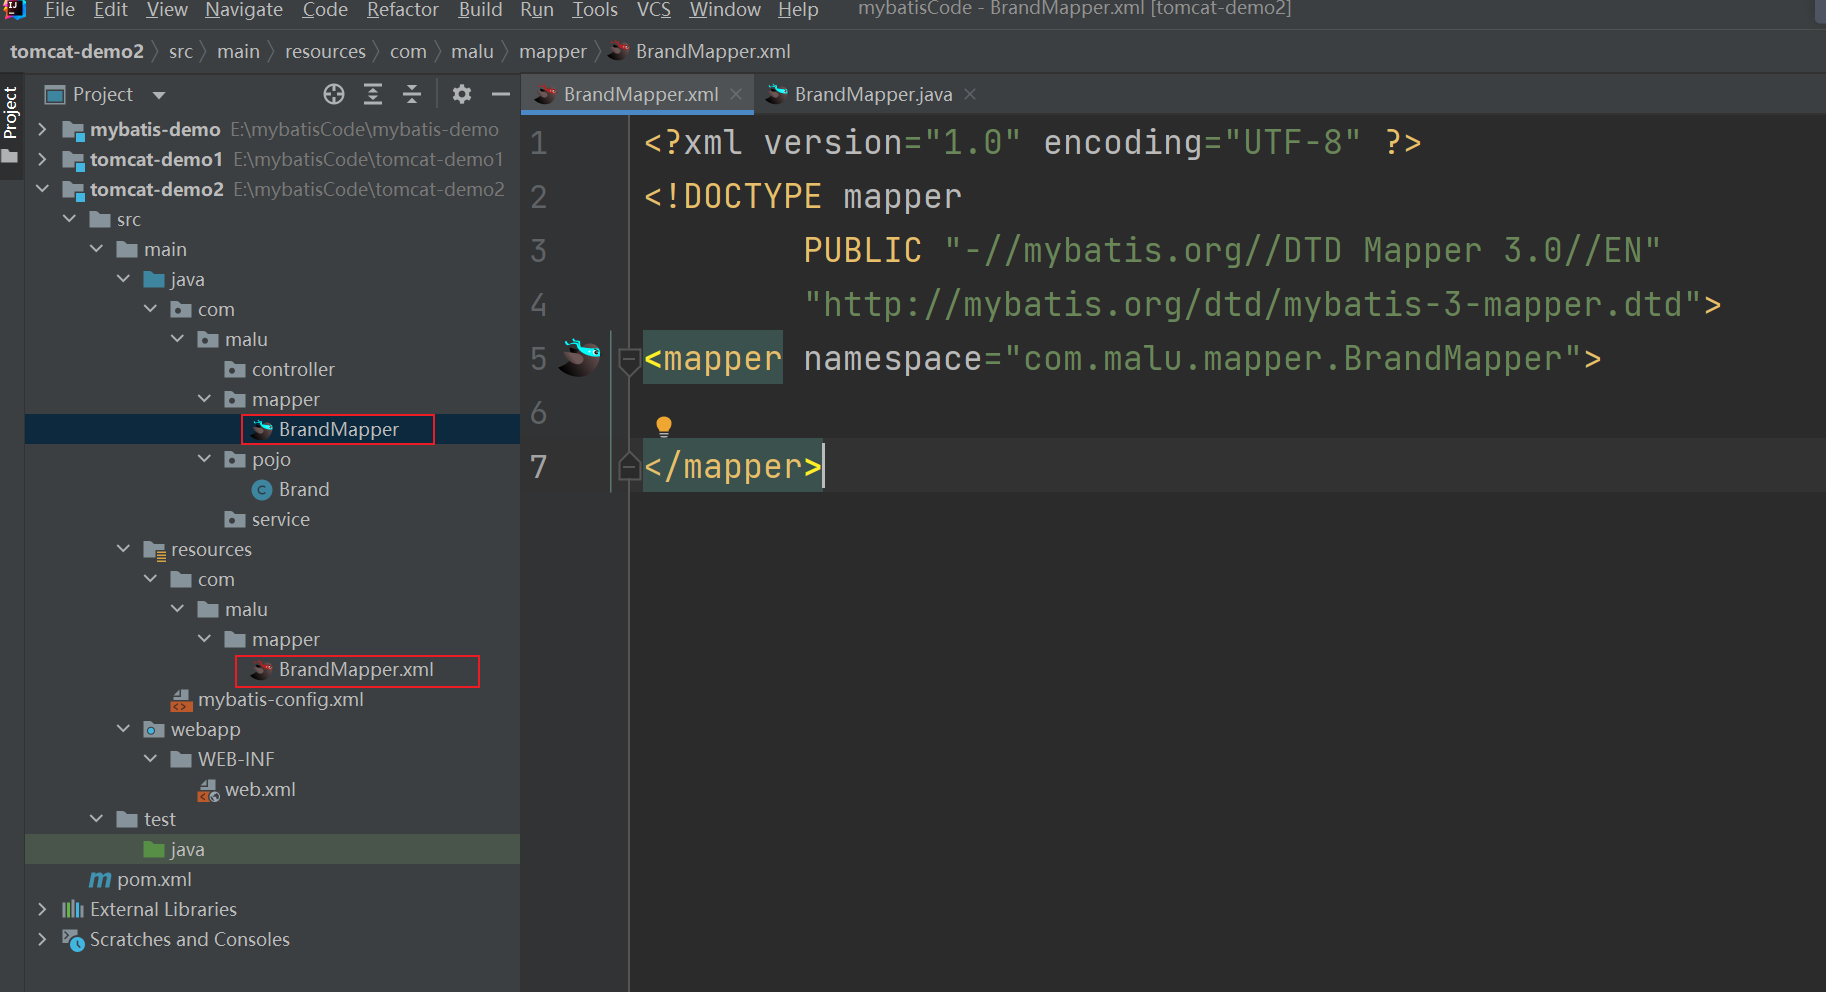 File Edit View Navigate Code Refactor Build Run Tools VCS Window Help mybatisCode - BrandMapper.xml [tomcat-demo2]
tomcat-demo2 src main resources com malu mapper BrandMapper.xml
Project
Project
BrandMapper.xml
BrandMapper.java
mybatis-demo E:\mybatisCode\mybatis-demo
tomcat-demo1 E:\mybatisCode\tomcat-demo1
tomcat-demo2 E:\mybatisCode\tomcat-demo2
src
main
java
com
malu
controller
mapper
BrandMapper
pojo
Brand
service
resources
com
malu
mapper
BrandMapper.xml
mybatis-config.xml
webapp
WEB-INF
web.xml
test
java
pom.xml
External Libraries
Scratches and Consoles
1 <?xml version="1.0" encoding="UTF-8" ?>
2 <!DOCTYPE mapper
3 PUBLIC "-//mybatis.org//DTD Mapper 3.0//EN"
4 "http://mybatis.org/dtd/mybatis-3-mapper.dtd">
5 <mapper namespace="com.malu.mapper.BrandMapper">
6
7 </mapper>